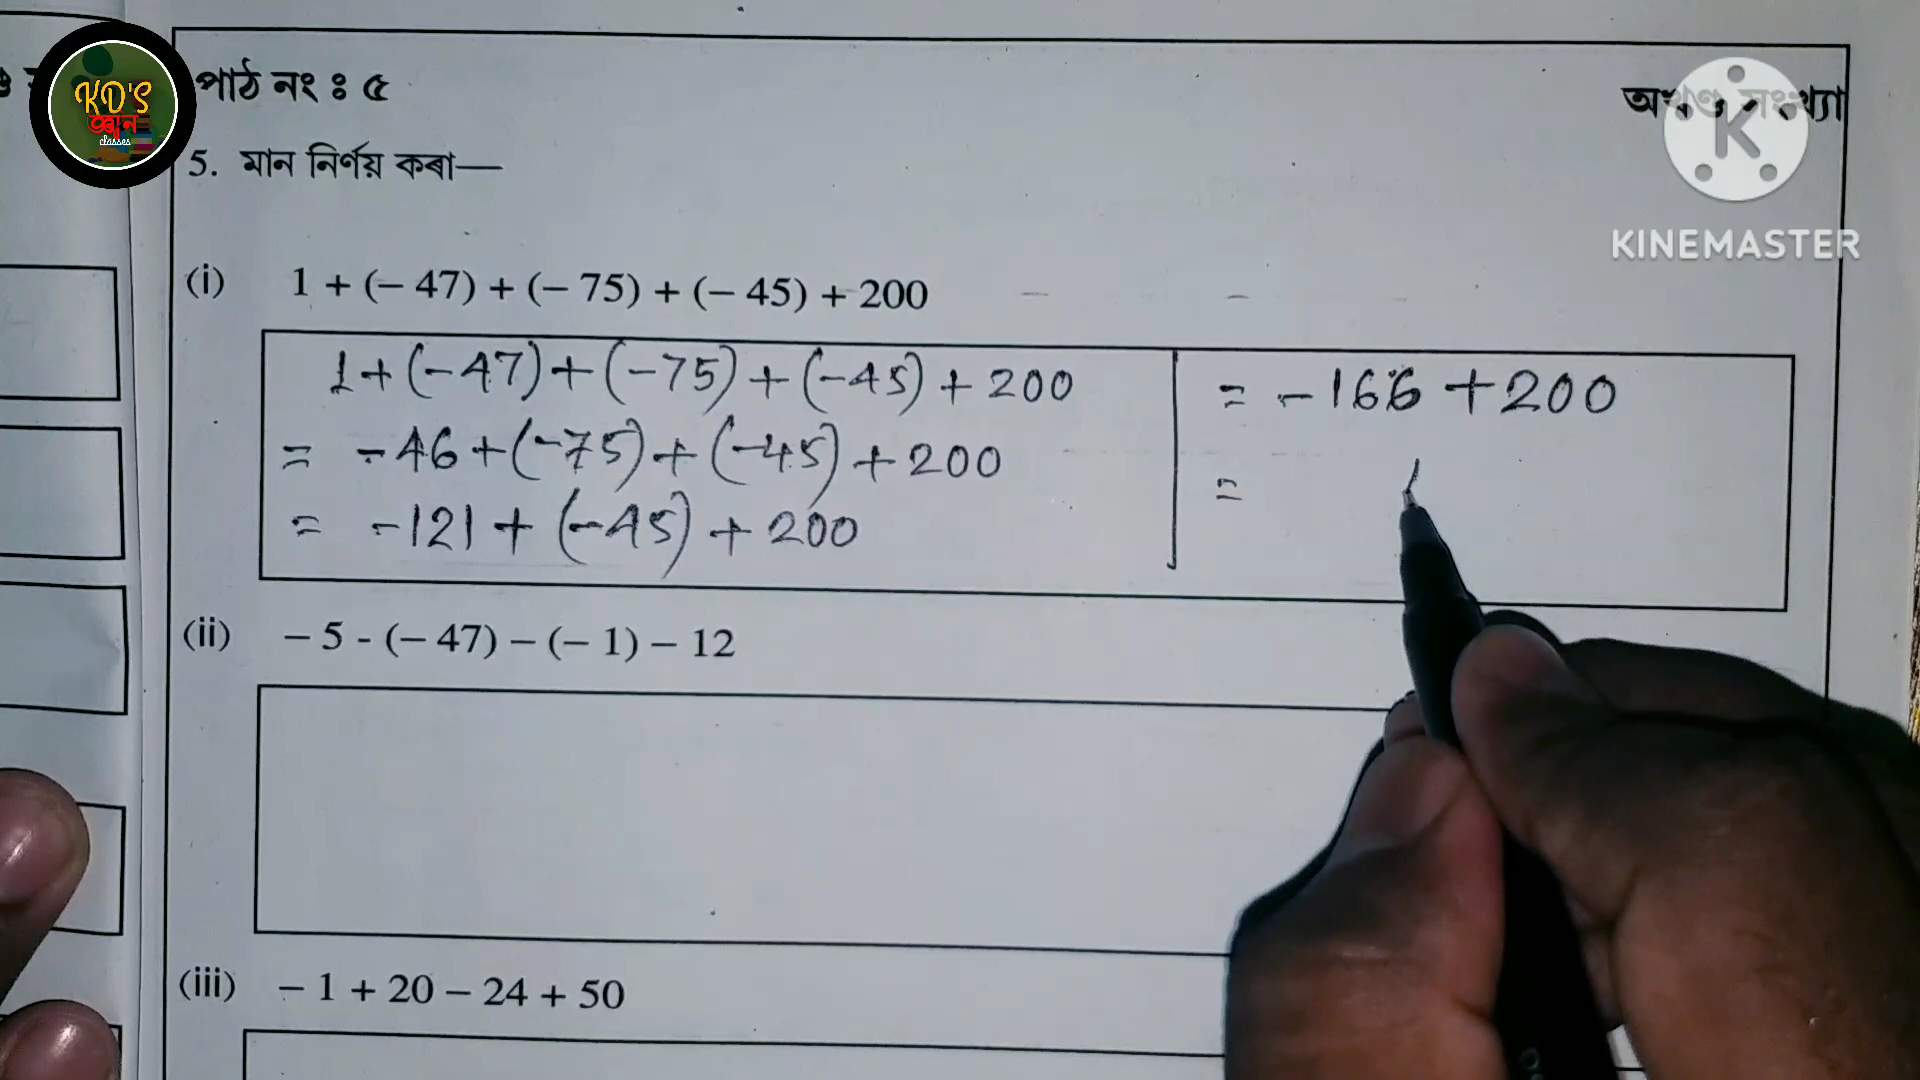 KD'S
জ্ঞান
classes
পাঠ নং ঃ ৫
KINEMASTER
5. মান নিৰ্ণয় কৰা—
(i) 1 + (– 47) + (– 75) + (– 45) + 200
1 + (-47) + (-75) + (-45) + 200
= -46 + (-75) + (-45) + 200
= -121 + (-45) + 200
= -166 + 200
=
(ii) – 5 - (– 47) – (– 1) – 12
(iii) – 1 + 20 – 24 + 50